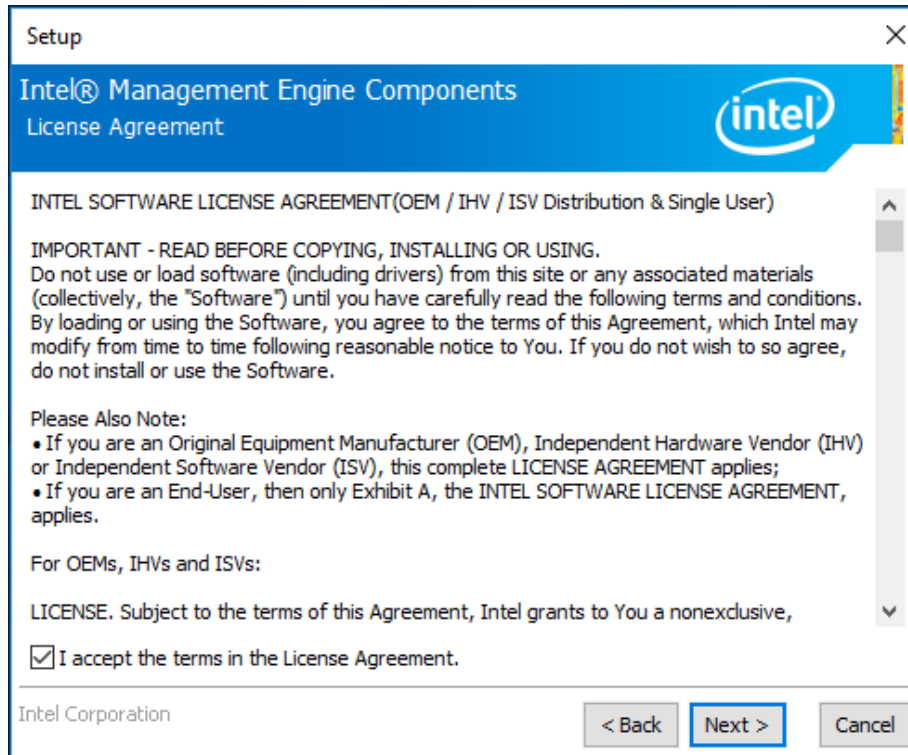 Setup
Intel® Management Engine Components
License Agreement
intel
INTEL SOFTWARE LICENSE AGREEMENT(OEM / IHV / ISV Distribution & Single User)
IMPORTANT - READ BEFORE COPYING, INSTALLING OR USING.
Do not use or load software (including drivers) from this site or any associated materials
(collectively, the "Software") until you have carefully read the following terms and conditions.
By loading or using the Software, you agree to the terms of this Agreement, which Intel may
modify from time to time following reasonable notice to You. If you do not wish to so agree,
do not install or use the Software.
Please Also Note:
• If you are an Original Equipment Manufacturer (OEM), Independent Hardware Vendor (IHV)
or Independent Software Vendor (ISV), this complete LICENSE AGREEMENT applies;
• If you are an End-User, then only Exhibit A, the INTEL SOFTWARE LICENSE AGREEMENT,
applies.
For OEMs, IHVs and ISVs:
LICENSE. Subject to the terms of this Agreement, Intel grants to You a nonexclusive,
I accept the terms in the License Agreement.
Intel Corporation
< Back Next > Cancel